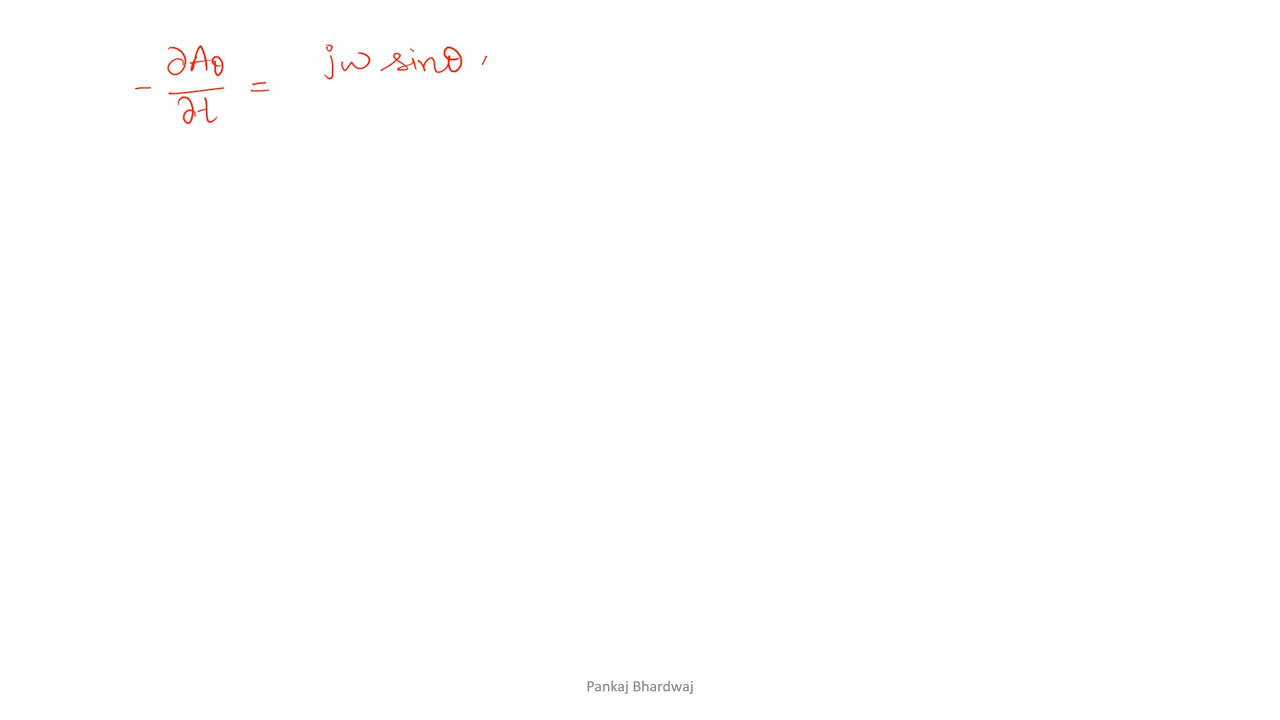 - ∂Aθ/∂t = jω sinθ
Pankaj Bhardwaj